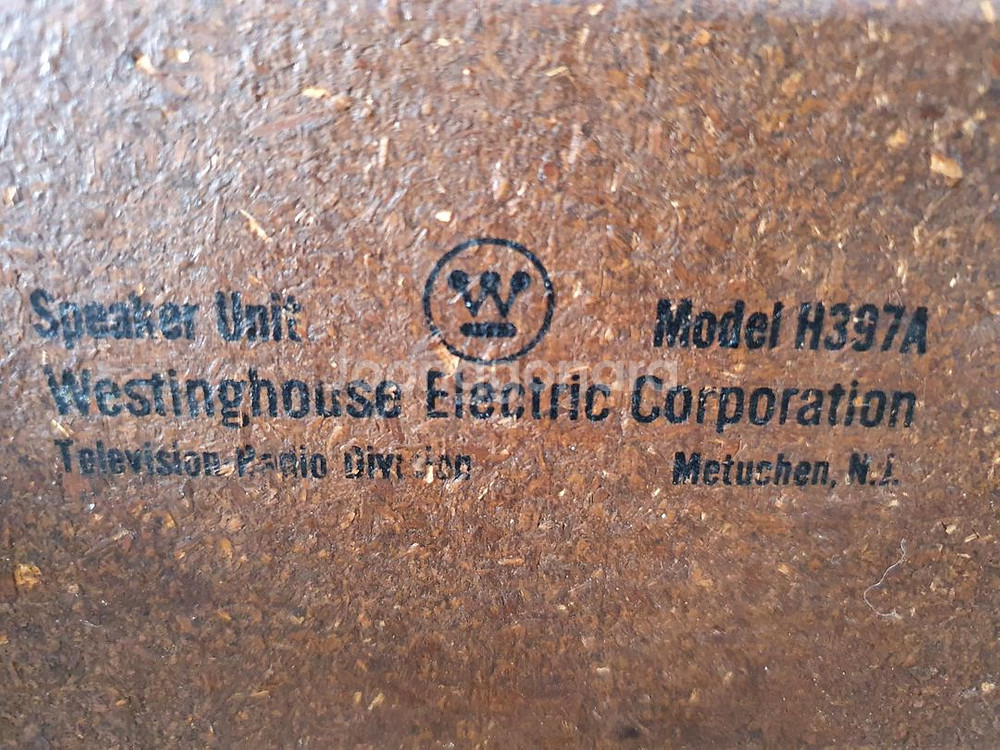 Speaker Unit Model H397A
Westinghouse Electric Corporation
Television-Radio Division Metuchen, N.J.